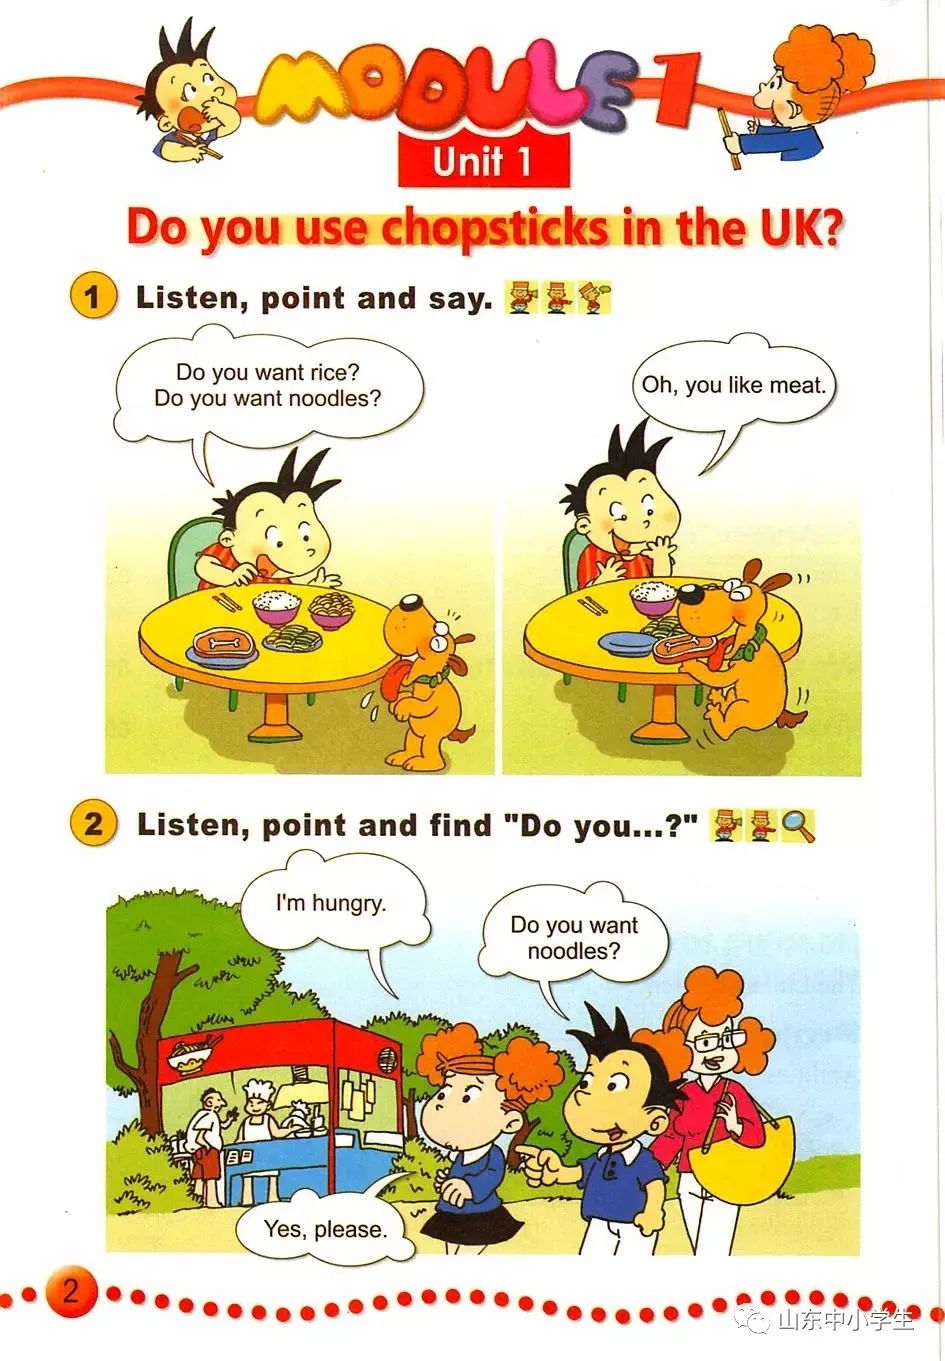 MODULE 1
Unit 1
Do you use chopsticks in the UK?
1 Listen, point and say.
Do you want rice?
Do you want noodles?
Oh, you like meat.
2 Listen, point and find "Do you...?"
I'm hungry.
Do you want
noodles?
Yes, please.
2
山东中小学生